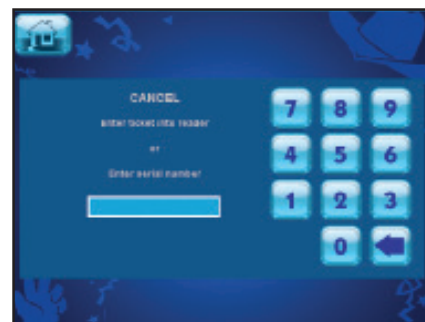 CANCEL
Enter ticket into reader
or
Enter serial number
7 8 9
4 5 6
1 2 3
0